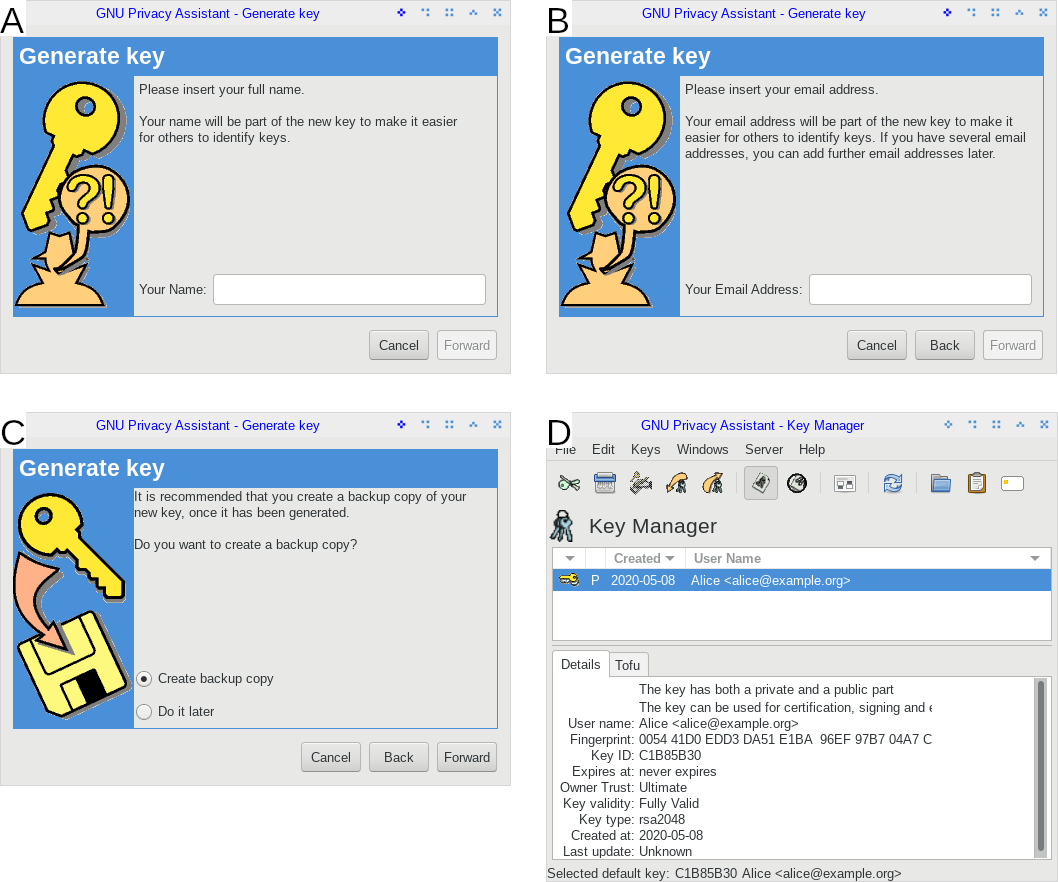 A
GNU Privacy Assistant - Generate key
Generate key
Please insert your full name.
Your name will be part of the new key to make it easier
for others to identify keys.
?!
Your Name:
Cancel
Forward
B
GNU Privacy Assistant - Generate key
Generate key
Please insert your email address.
Your email address will be part of the new key to make it
easier for others to identify keys. If you have several email
addresses, you can add further email addresses later.
?!
Your Email Address:
Cancel
Back
Forward
C
GNU Privacy Assistant - Generate key
Generate key
It is recommended that you create a backup copy of your
new key, once it has been generated.
Do you want to create a backup copy?
Create backup copy
Do it later
Cancel
Back
Forward
D
GNU Privacy Assistant - Key Manager
File Edit Keys Windows Server Help
Key Manager
Created User Name
P 2020-05-08 Alice <alice@example.org>
Details Tofu
The key has both a private and a public part
The key can be used for certification, signing and e
User name: Alice <alice@example.org>
Fingerprint: 0054 41D0 EDD3 DA51 E1BA 96EF 97B7 04A7 C
Key ID: C1B85B30
Expires at: never expires
Owner Trust: Ultimate
Key validity: Fully Valid
Key type: rsa2048
Created at: 2020-05-08
Last update: Unknown
Selected default key: C1B85B30 Alice <alice@example.org>